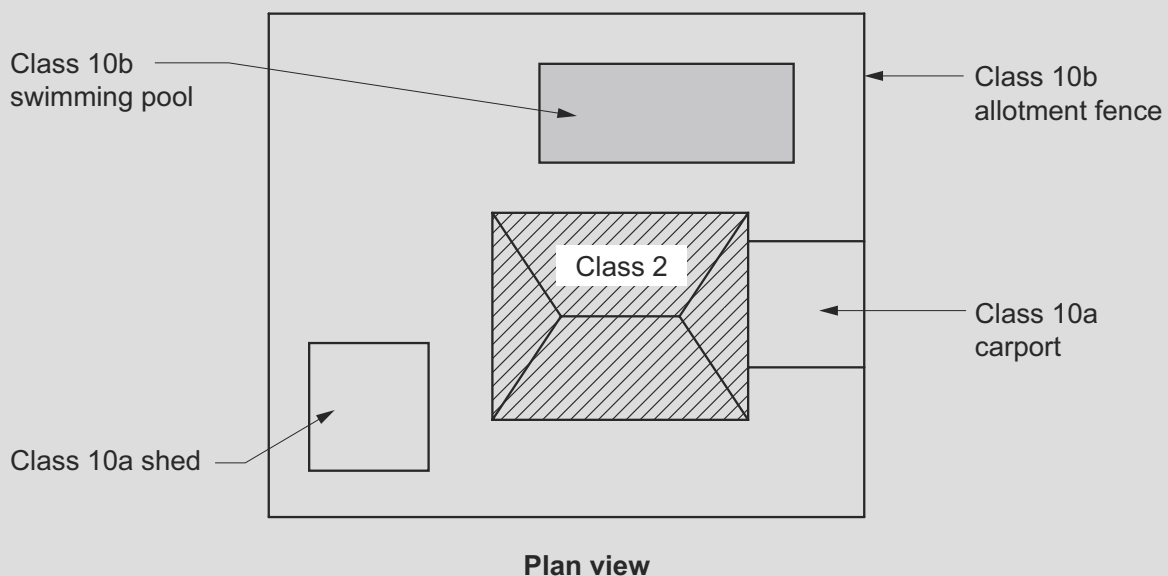 Class 10b
swimming pool
Class 10b
allotment fence
Class 2
Class 10a
carport
Class 10a shed
Plan view